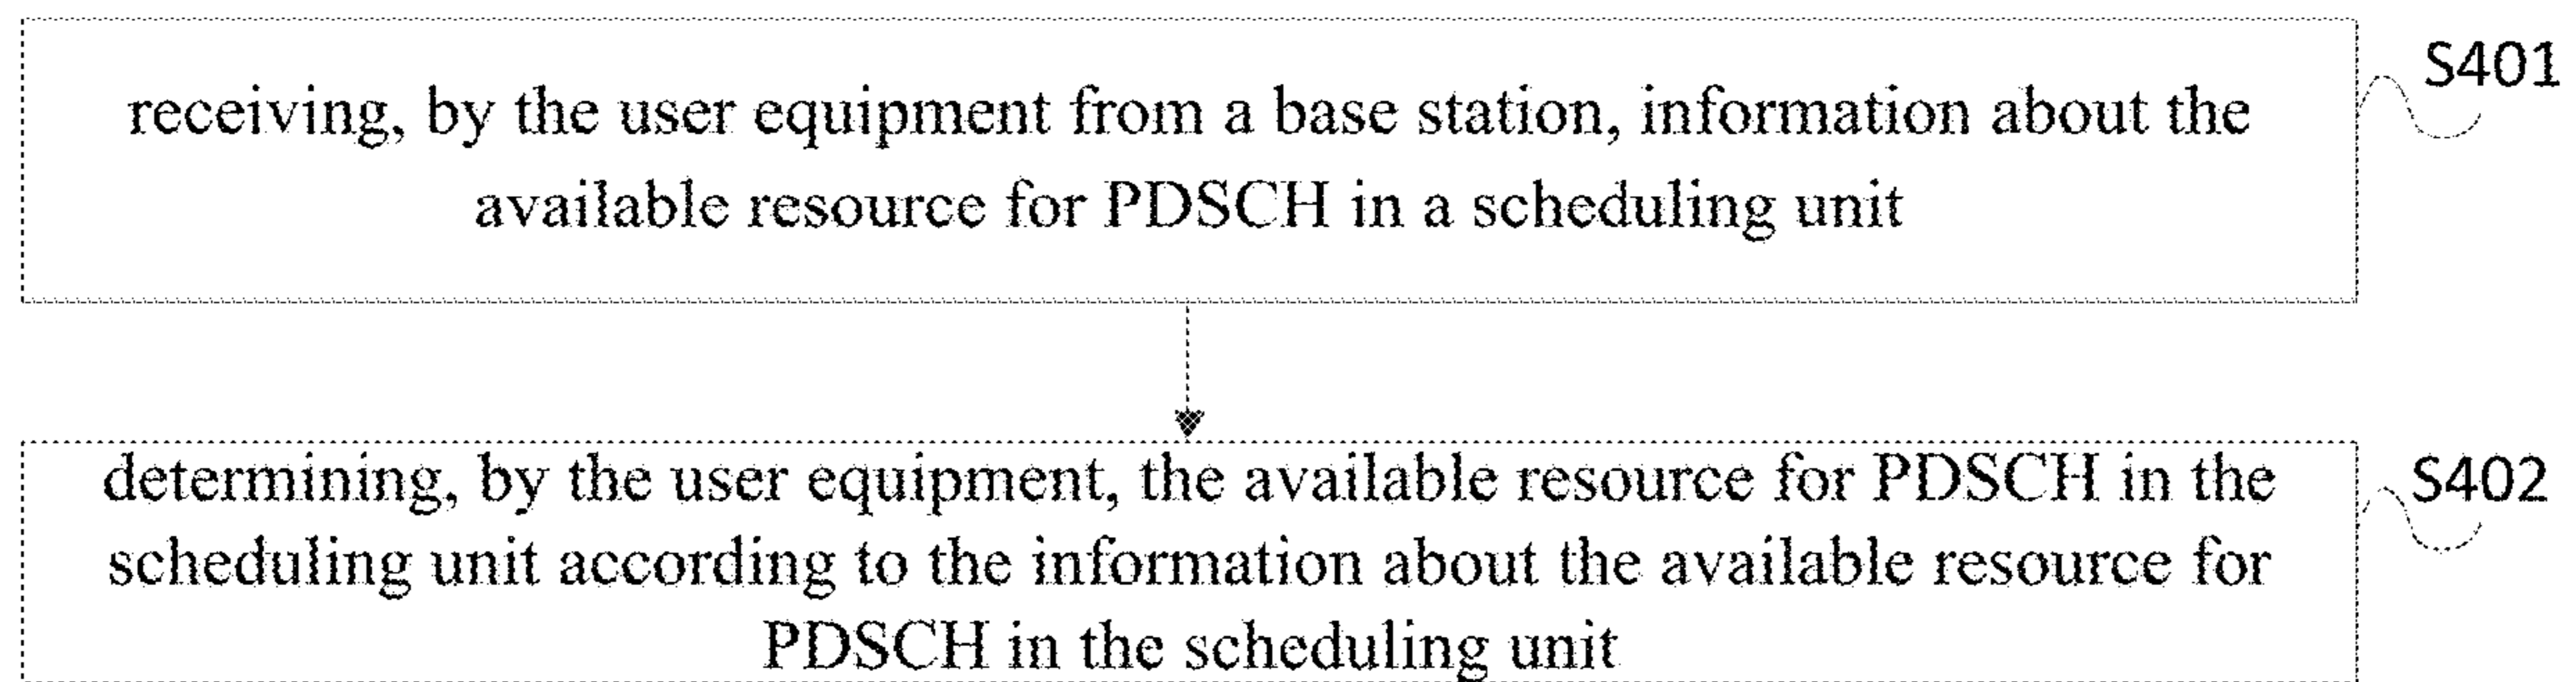 receiving, by the user equipment from a base station, information about the
S401
available resource for PDSCH in a scheduling unit
determining, by the user equipment, the available resource for PDSCH in the
S402
scheduling unit according to the information about the available resource for
PDSCH in the scheduling unit